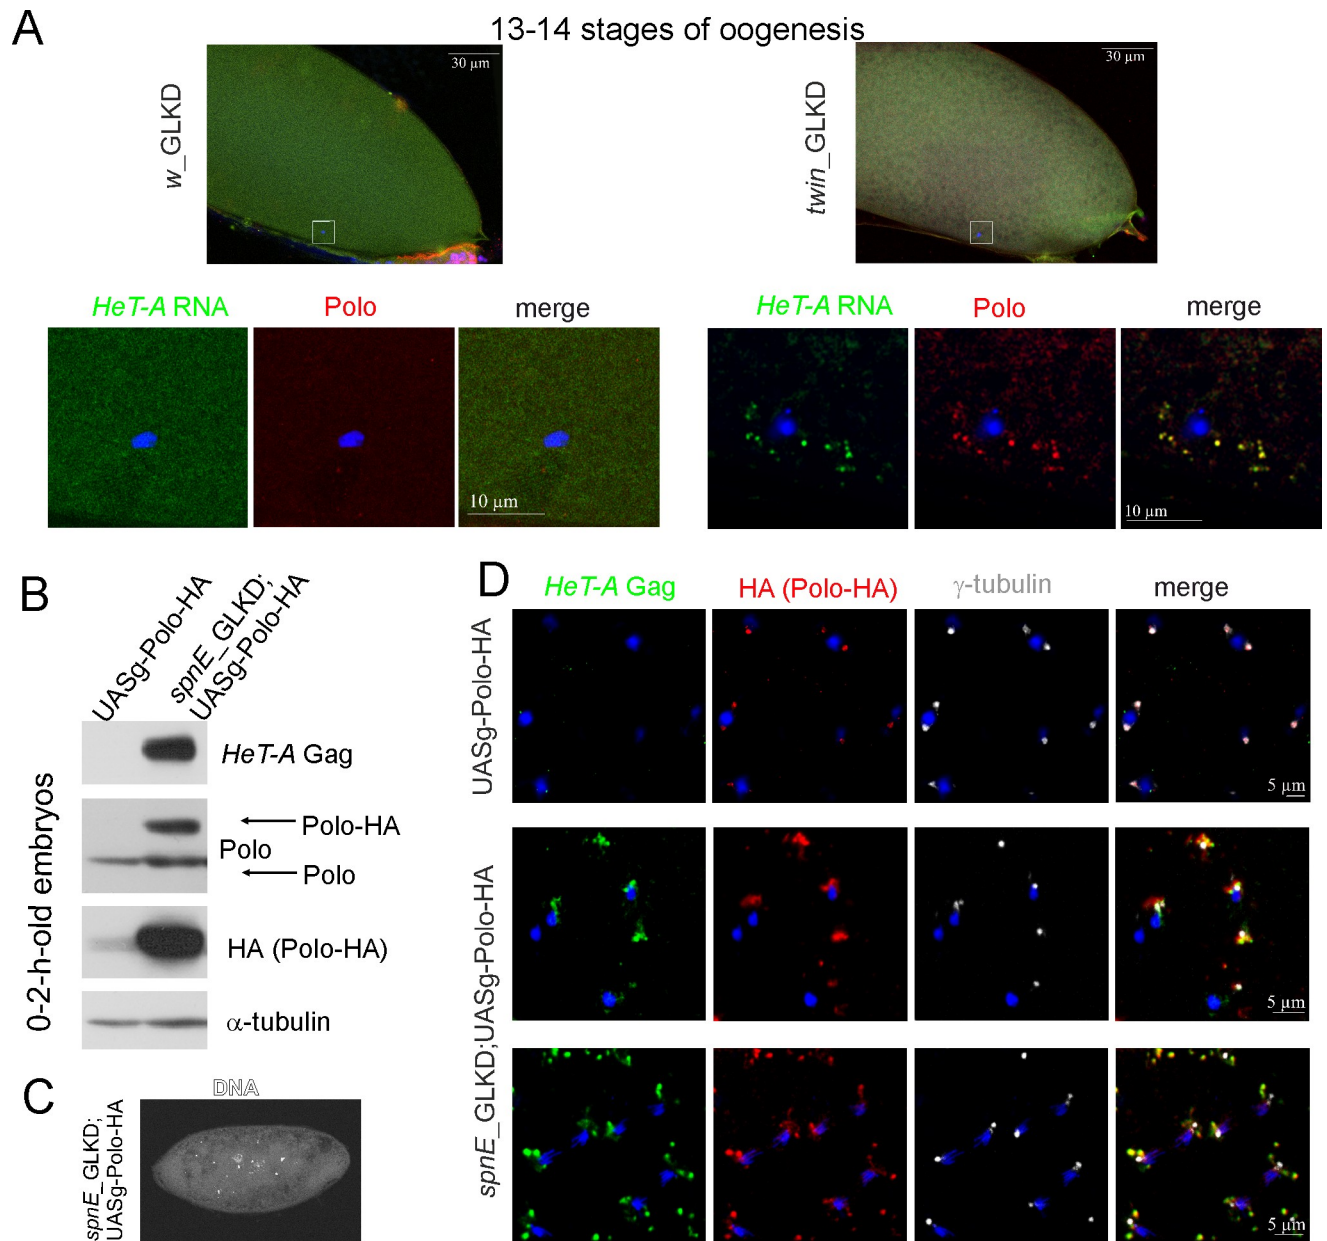 A
13-14 stages of oogenesis
w_GLKD
30 µm
twin_GLKD
30 µm
HeT-A RNA
Polo
merge
10 µm
HeT-A RNA
Polo
merge
10 µm
B
UASg-Polo-HA
spnE_GLKD;
UASg-Polo-HA
0-2-h-old embryos
HeT-A Gag
Polo-HA
Polo
Polo
HA (Polo-HA)
α-tubulin
C
spnE_GLKD;
UASg-Polo-HA
DNA
D
HeT-A Gag
HA (Polo-HA)
γ-tubulin
merge
UASg-Polo-HA
5 µm
spnE_GLKD;UASg-Polo-HA
5 µm
5 µm